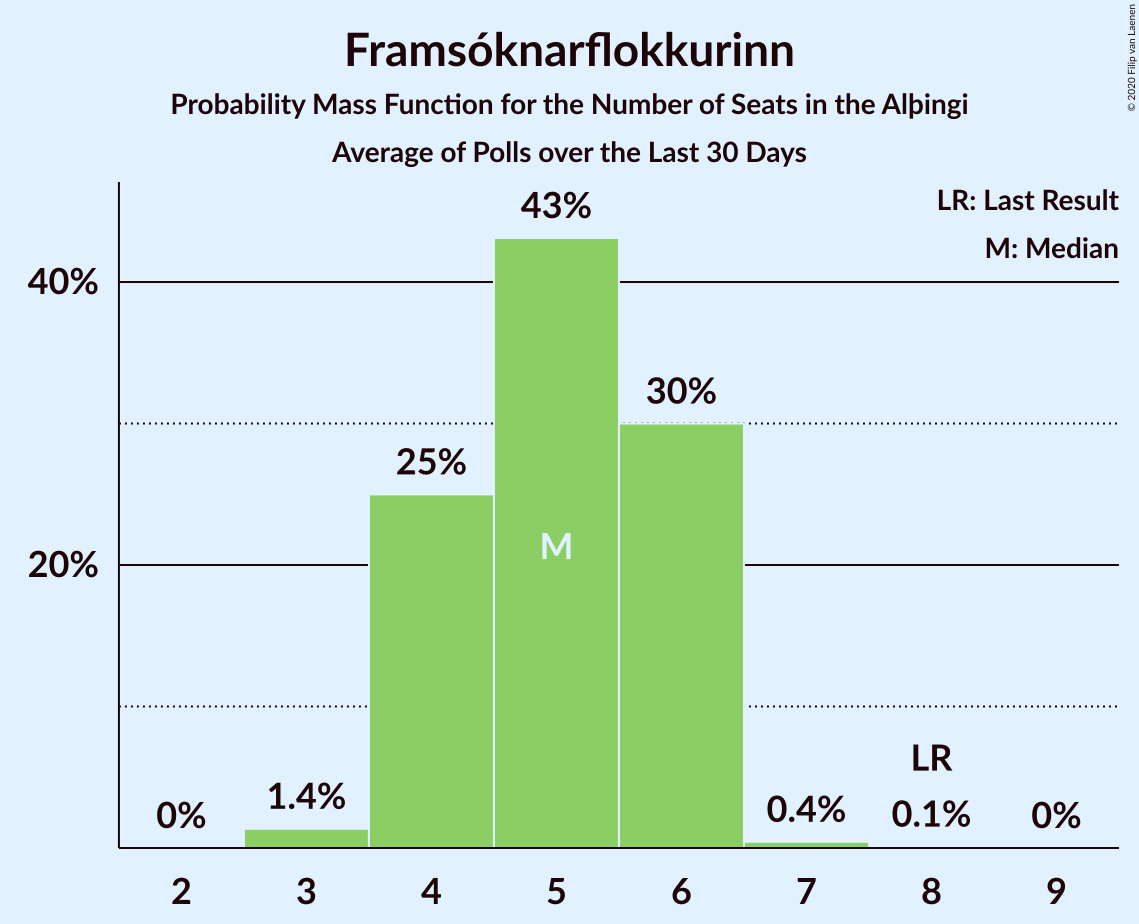 Framsóknarflokkurinn
Probability Mass Function for the Number of Seats in the Alþingi
Average of Polls over the Last 30 Days
© 2020 Filip van Laenen
LR: Last Result
M: Median
43%
40%
30%
25%
M
20%
LR
0%
1.4%
0.4%
0.1%
0%
2 3 4 5 6 7 8 9